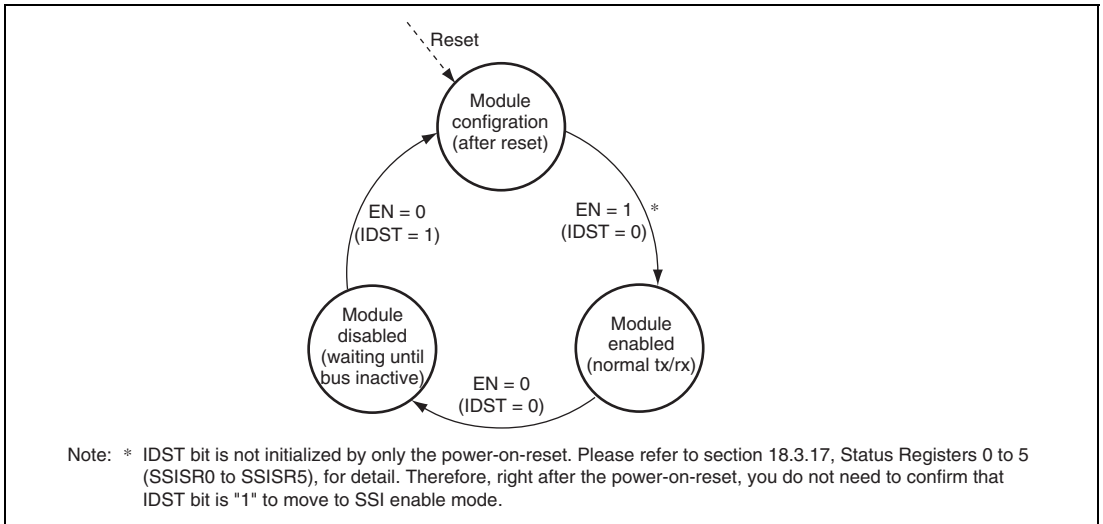 Reset
Module
configration
(after reset)
EN = 1 *
(IDST = 0)
EN = 0
(IDST = 1)
Module
disabled
(waiting until
bus inactive)
Module
enabled
(normal tx/rx)
EN = 0
(IDST = 0)
Note: * IDST bit is not initialized by only the power-on-reset. Please refer to section 18.3.17, Status Registers 0 to 5
(SSISR0 to SSISR5), for detail. Therefore, right after the power-on-reset, you do not need to confirm that
IDST bit is "1" to move to SSI enable mode.